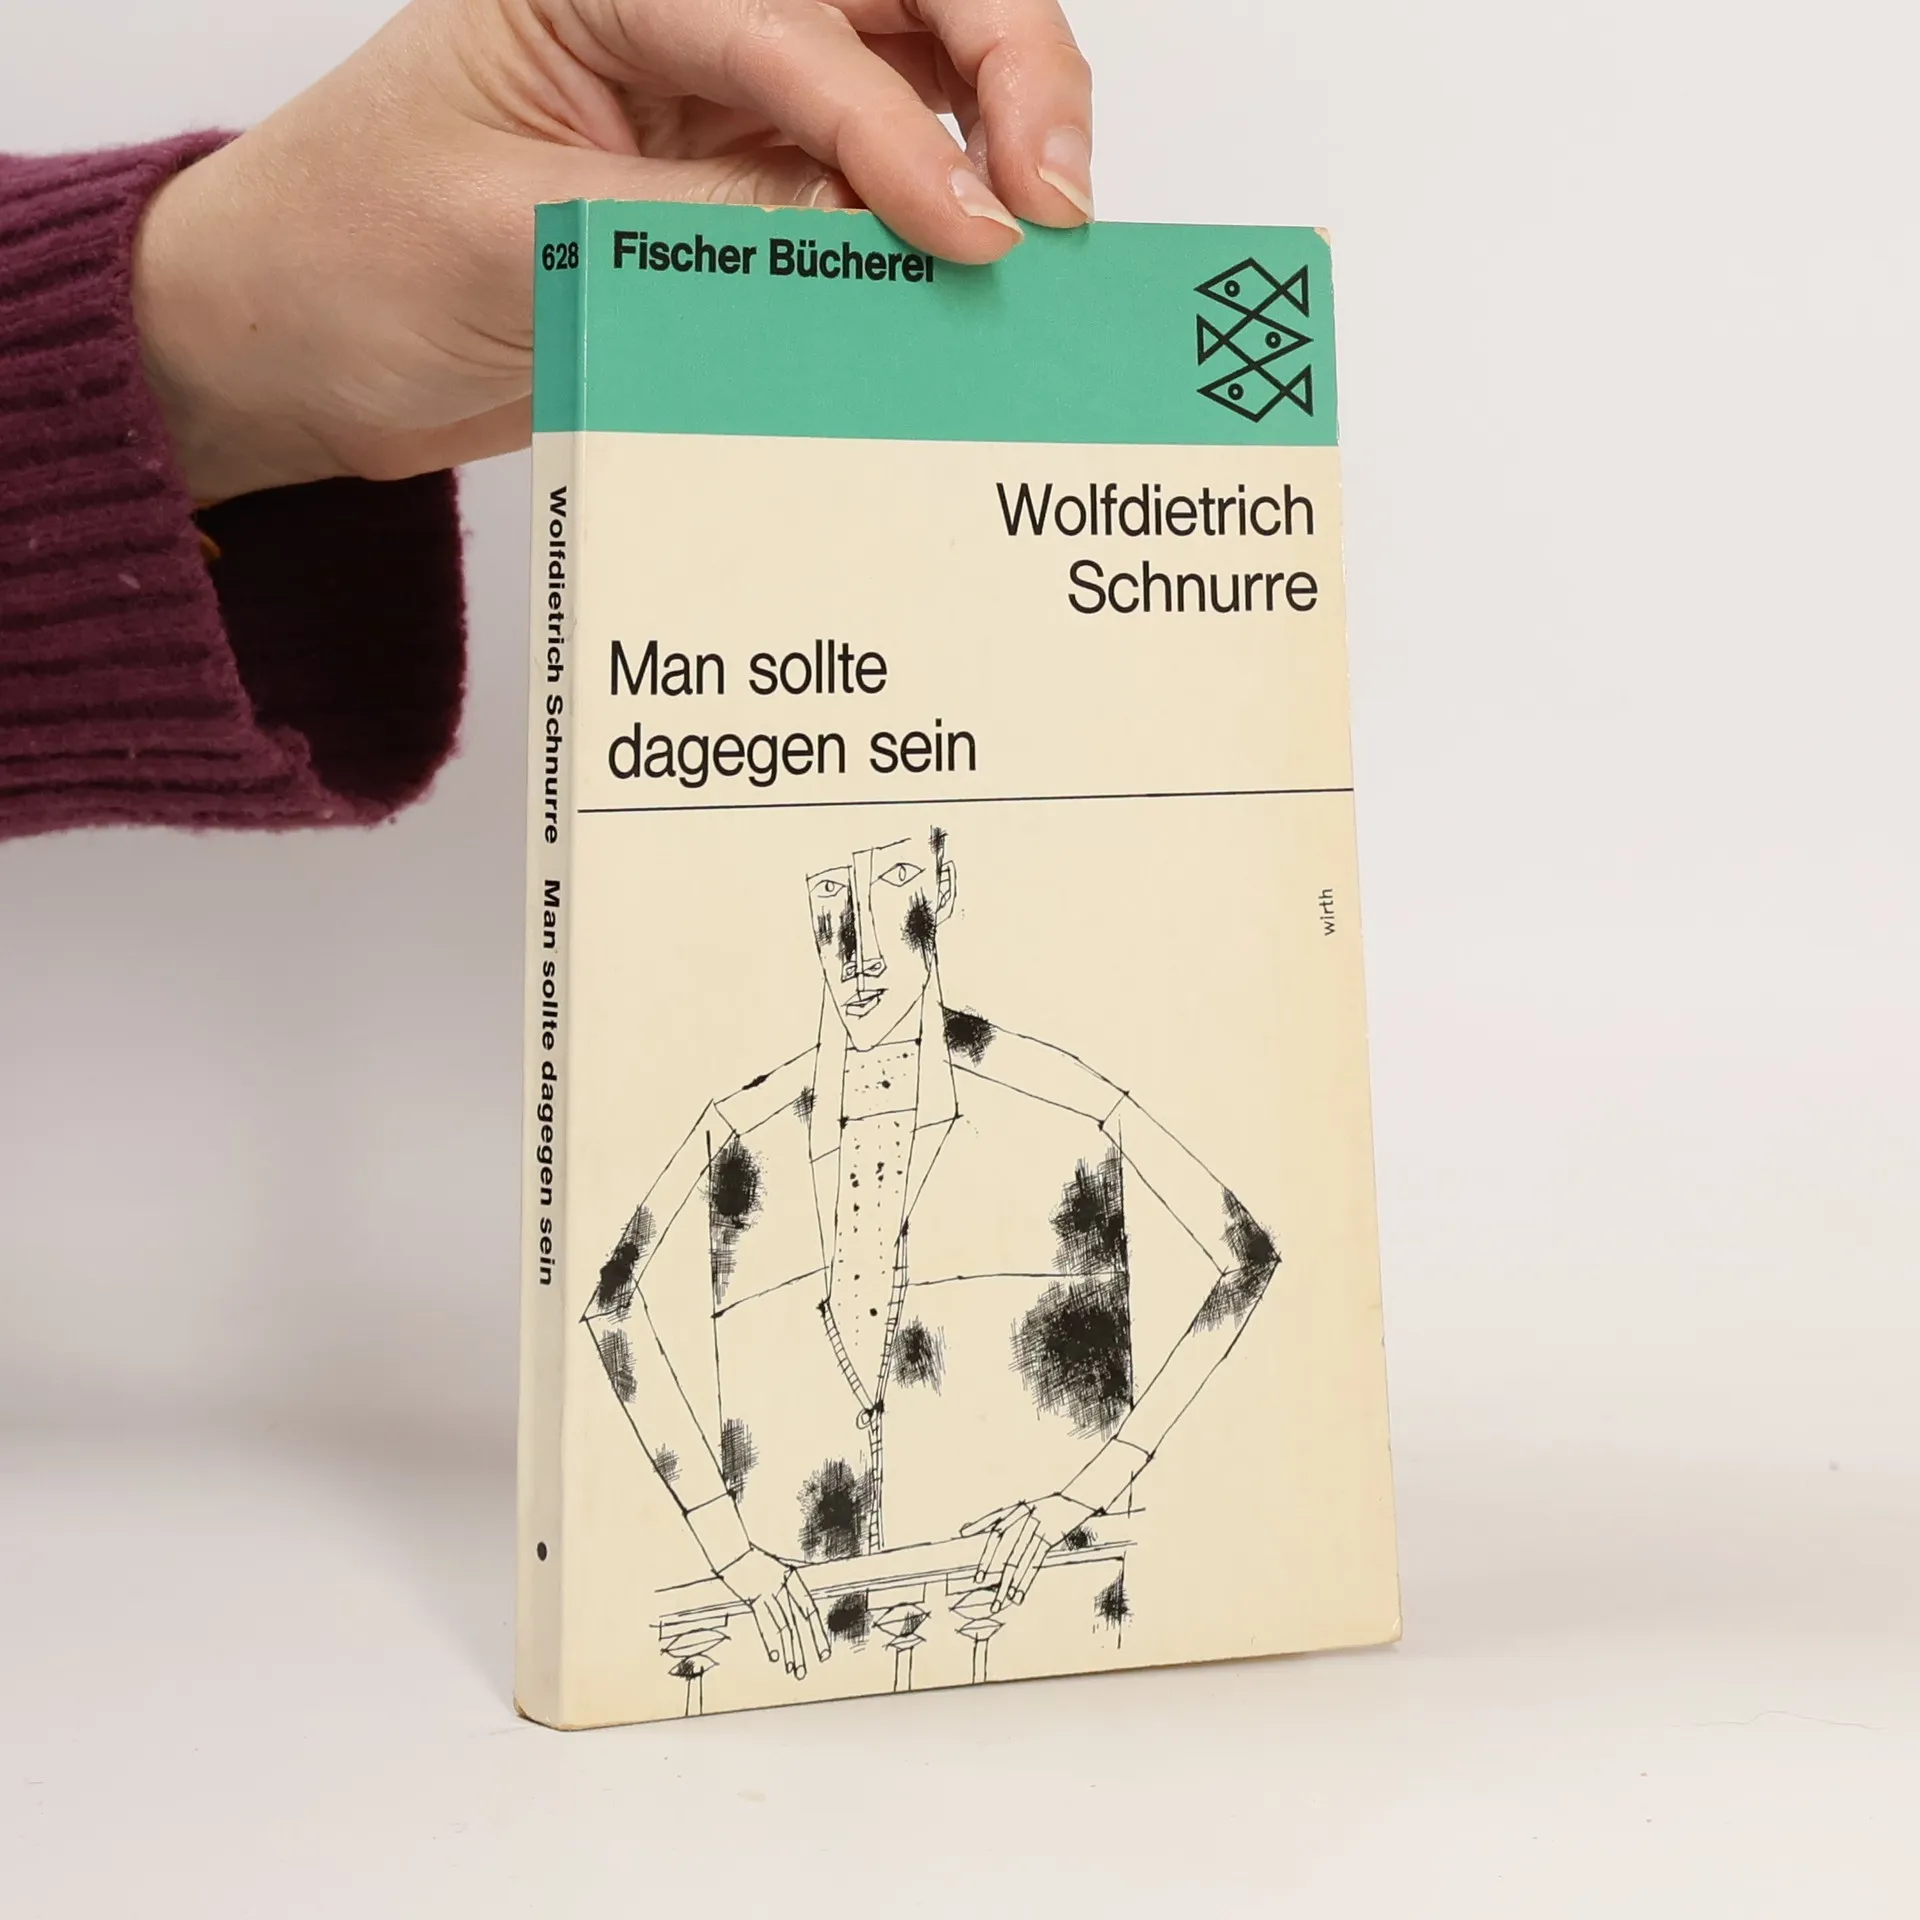 628
Fischer Bücherei
Wolfdietrich
Schnurre
Man sollte
dagegen sein
wirth
Wolfdietrich Schnurre Man sollte dagegen sein